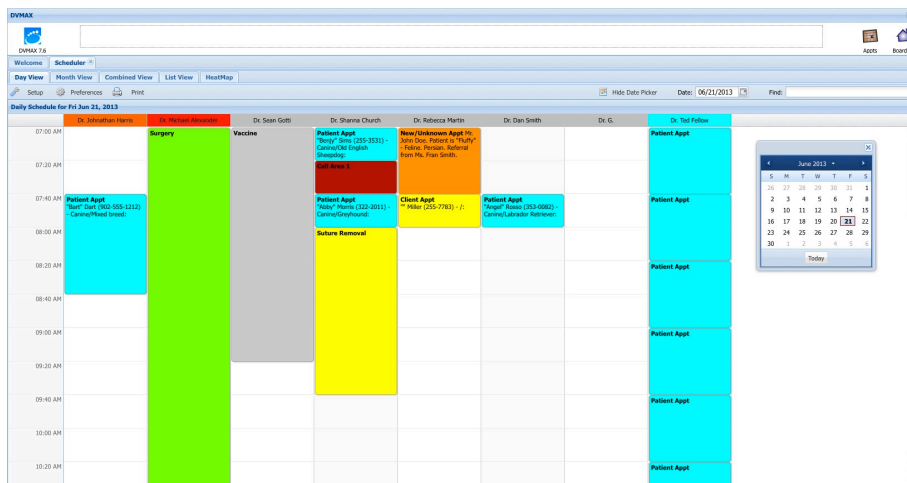 DVMAX
DVMAX 7.6
Appts
Board
Welcome Scheduler
Day View Month View Combined View List View HeatMap
Setup Preferences Print Hide Date Picker Date: 06/21/2013 Find:
Daily Schedule for Fri Jun 21, 2013
Dr. Johnathan Harris Dr. Michael Alexander Dr. Sean Gotti Dr. Shanna Church Dr. Rebecca Martin Dr. Dan Smith Dr. G. Dr. Ted Fellow
07:00 AM
07:20 AM
07:40 AM
08:00 AM
08:20 AM
08:40 AM
09:00 AM
09:20 AM
09:40 AM
10:00 AM
10:20 AM
Patient Appt
"Bart" Dart (902-555-1212)
- Canine/Mixed breed:
Surgery
Vaccine
Patient Appt
"Benjy" Sims (255-3531) -
Canine/Old English
Sheepdog:
Call Area 1
Patient Appt
"Abby" Morris (322-2011) -
Canine/Greyhound:
Suture Removal
New/Unknown Appt Mr.
John Doe. Patient is "Fluffy"
- Feline. Persian. Referral
from Ms. Fran Smith.
Client Appt
"" Miller (255-7783) - /:
Patient Appt
"Angel" Rosso (353-0082) -
Canine/Labrador Retriever:
Patient Appt
Patient Appt
Patient Appt
Patient Appt
Patient Appt
Patient Appt
June 2013
S M T W T F S
26 27 28 29 30 31 1
2 3 4 5 6 7 8
9 10 11 12 13 14 15
16 17 18 19 20 21 22
23 24 25 26 27 28 29
30 1 2 3 4 5 6
Today